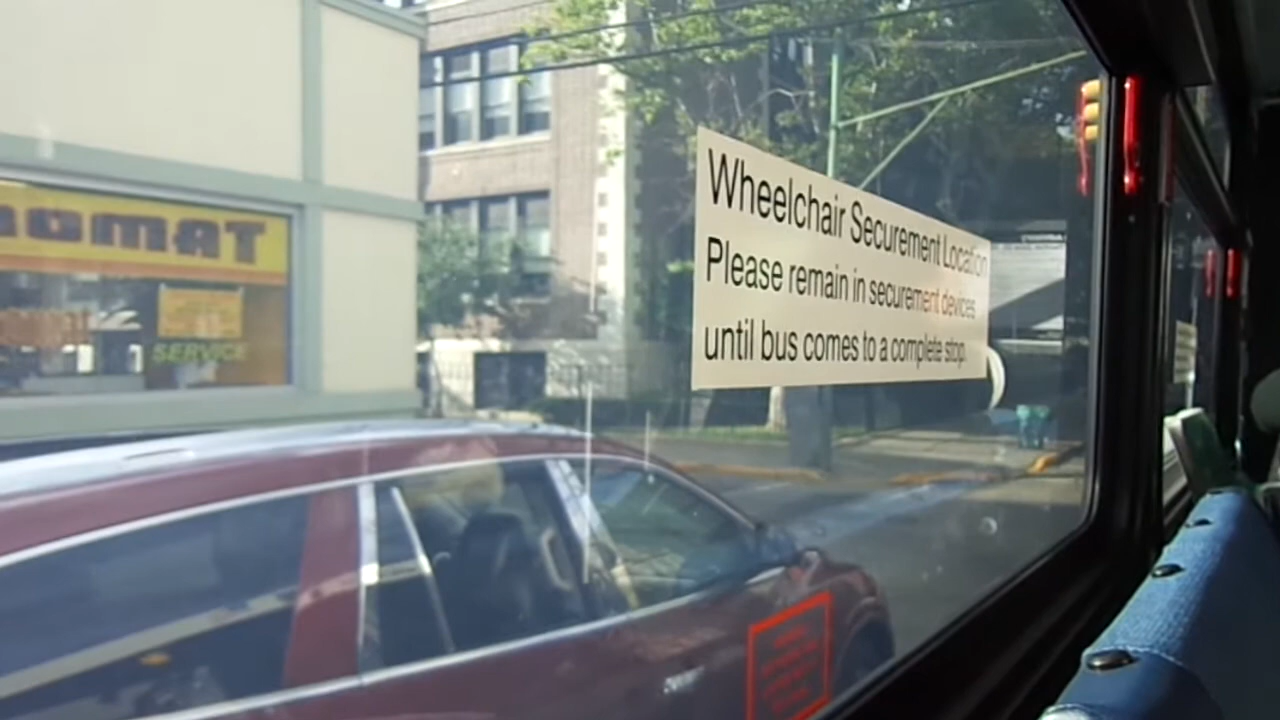 OMAT
SERVICE
Wheelchair Securement Location
Please remain in securement devices
until bus comes to a complete stop.